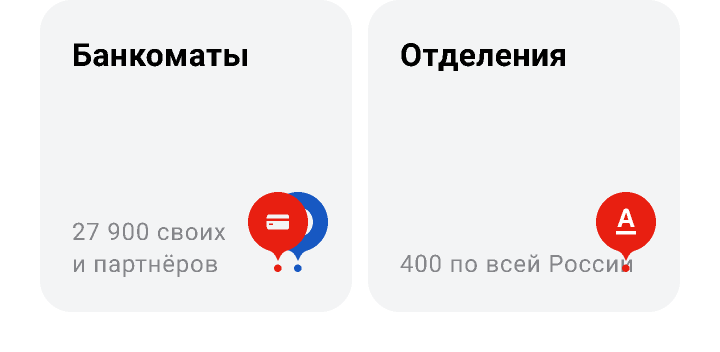 Банкоматы
27 900 своих
и партнёров
Отделения
А
400 по всей России